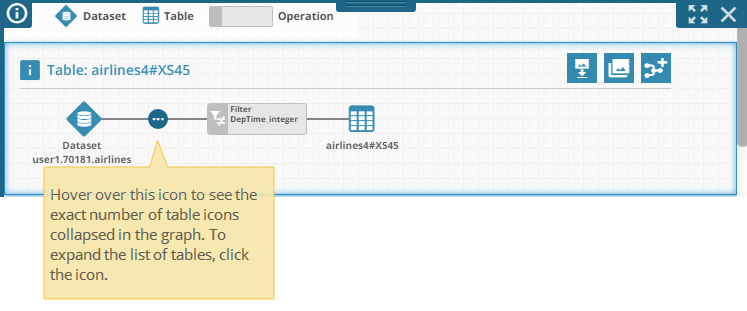 Dataset Table Operation
Table: airlines4#XS45
Filter
DepTime_integer
Dataset
user1.70181.airlines
airlines4#XS45
Hover over this icon to see the
exact number of table icons
collapsed in the graph. To
expand the list of tables, click
the icon.